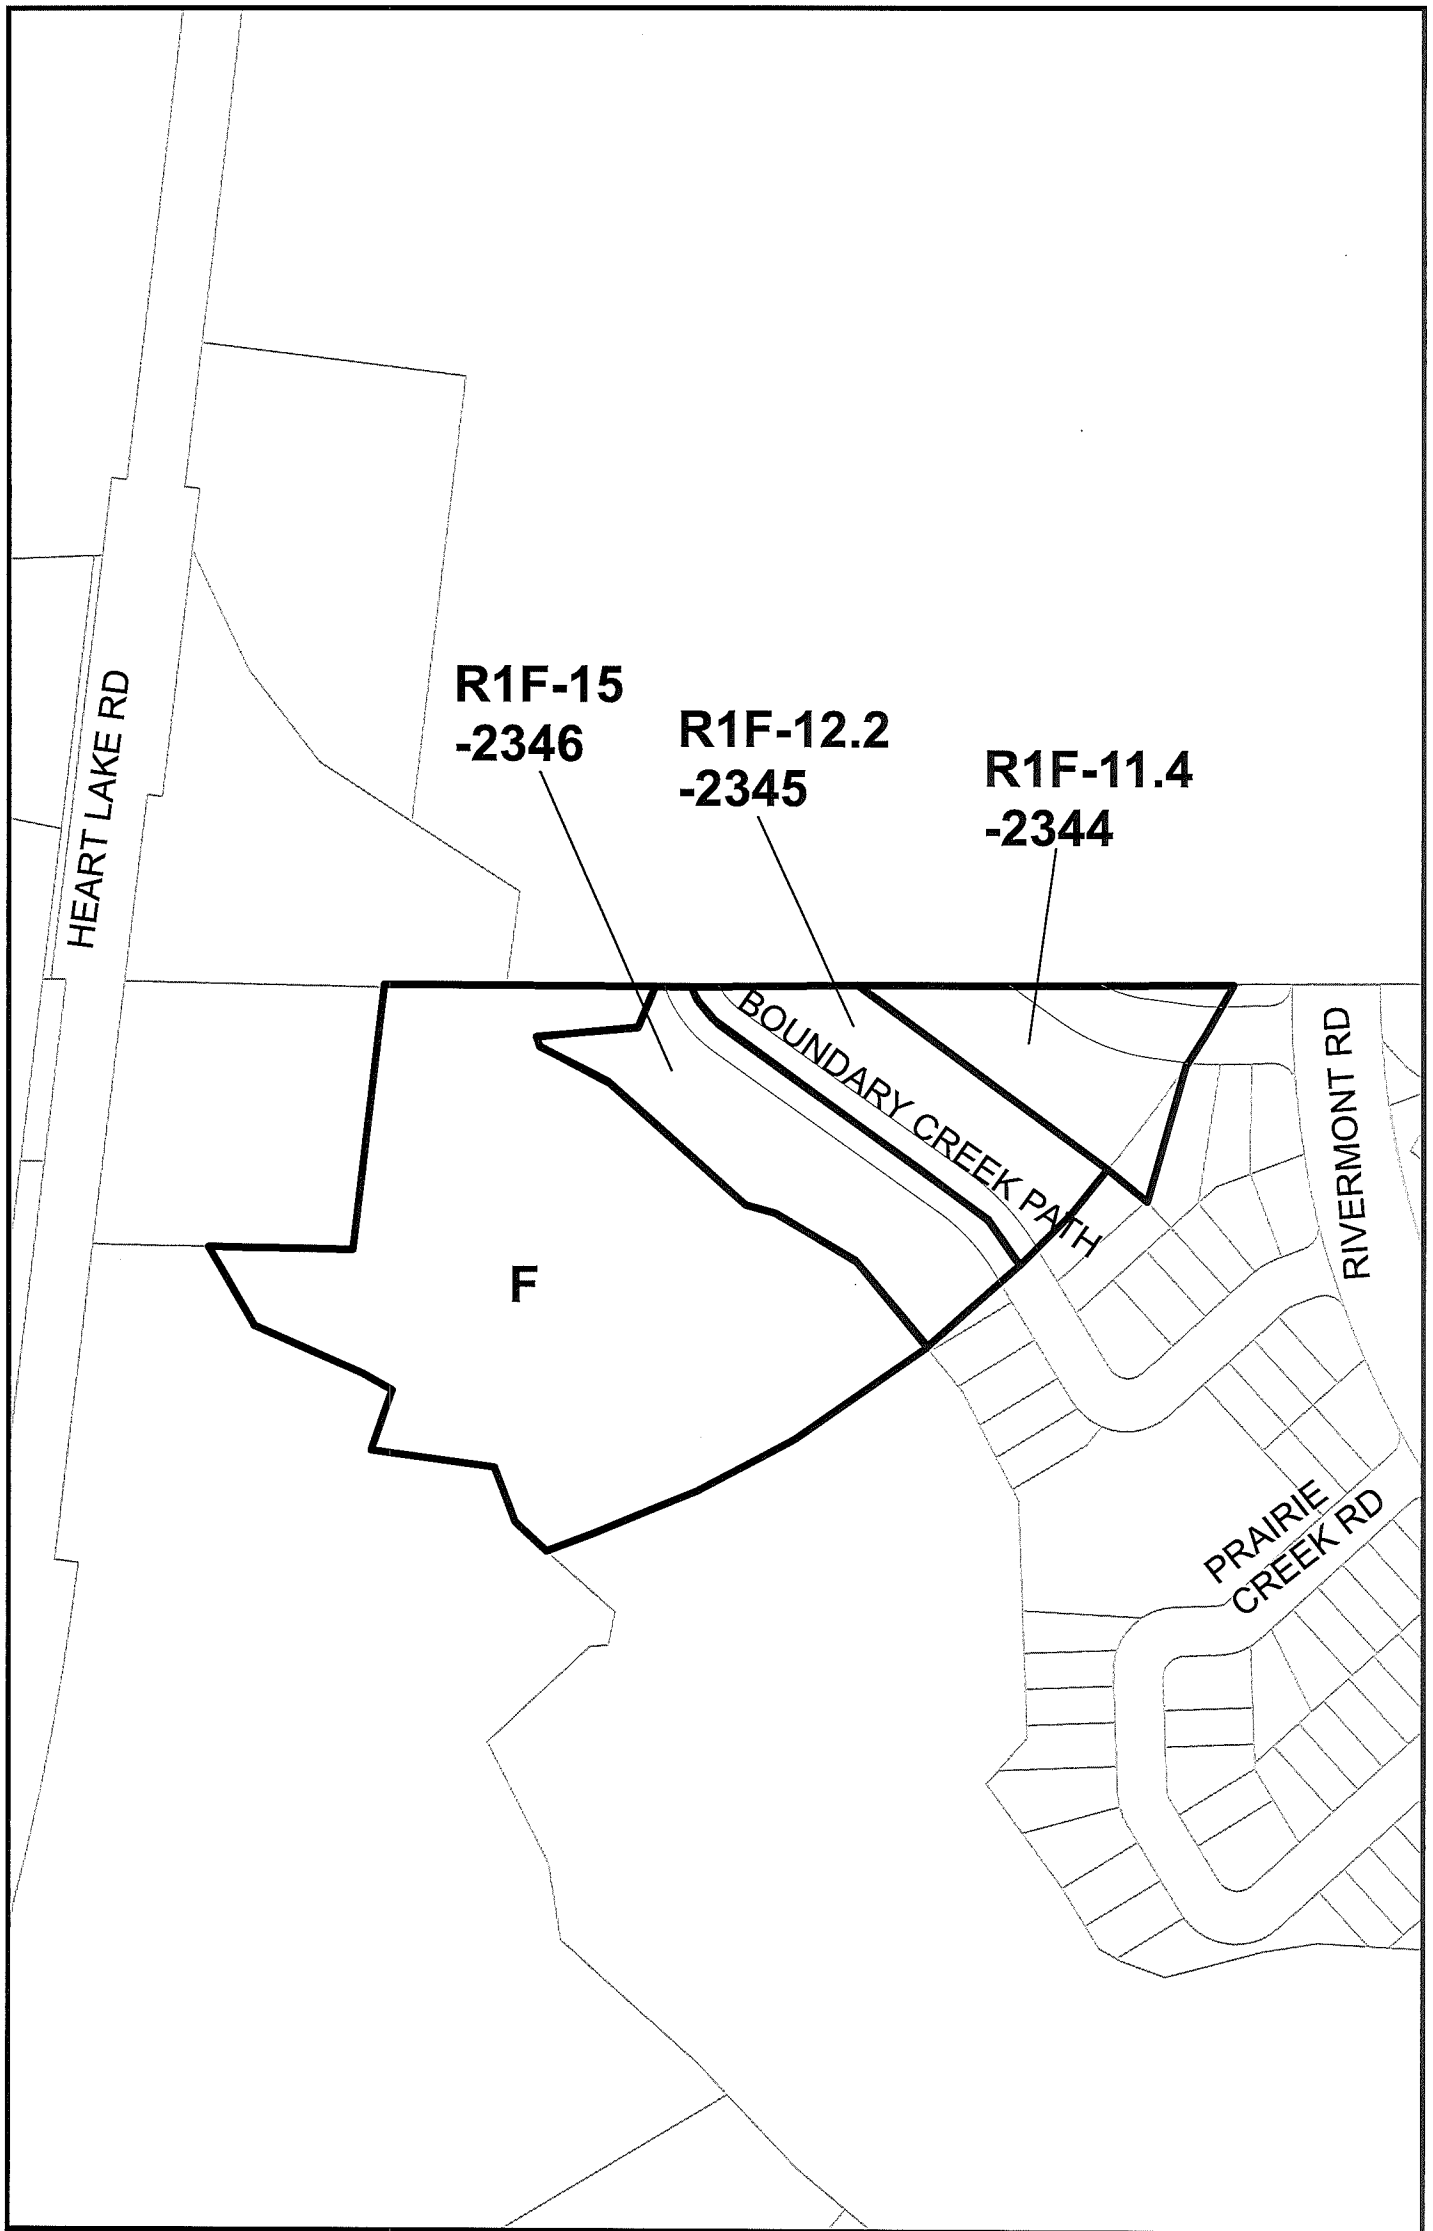 R1F-15
-2346
R1F-12.2
-2345
R1F-11.4
-2344
HEART LAKE RD
BOUNDARY CREEK PATH
RIVERMONT RD
F
PRAIRIE
CREEK RD